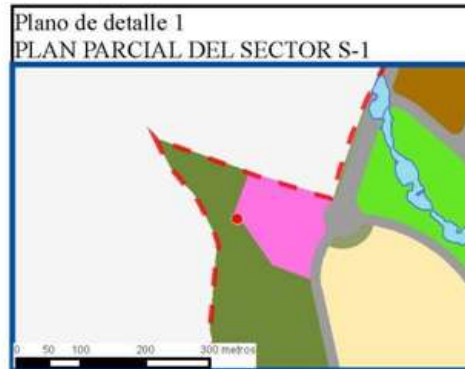 Plano de detalle 1
PLAN PARCIAL DEL SECTOR S-1
0 50 100 200 300 metros